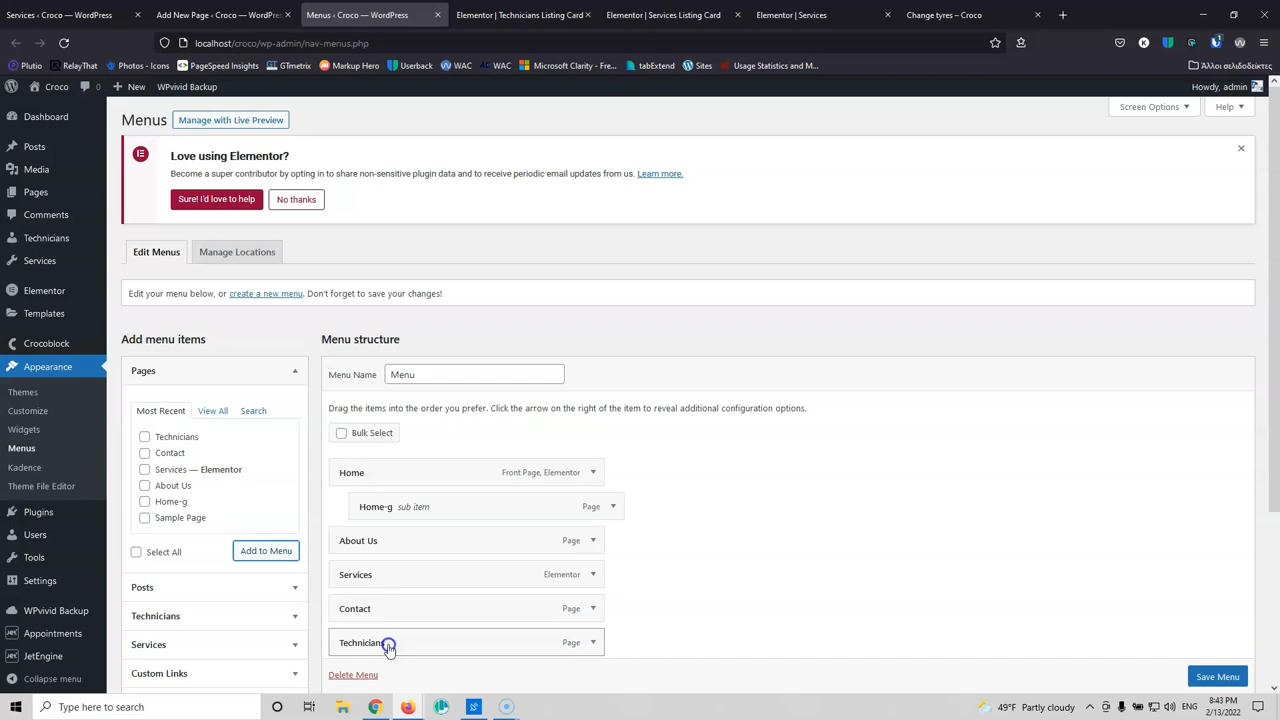 Services ‹ Croco — WordPress
Add New Page ‹ Croco — WordPress
Menus ‹ Croco — WordPress
Elementor | Technicians Listing Card
Elementor | Services Listing Card
Elementor | Services
Change tyres – Croco
localhost/croco/wp-admin/nav-menus.php
Plutio
RelayThat
Photos - Icons
PageSpeed Insights
GTmetrix
Markup Hero
Userback
WAC
WAC
Microsoft Clarity - Fre...
tabExtend
Sites
Usage Statistics and M...
Άλλοι σελιδοδείκτες
Croco
0
New
WPvivid Backup
Howdy, admin
Dashboard
Posts
Media
Pages
Comments
Technicians
Services
Elementor
Templates
Crocoblock
Appearance
Themes
Customize
Widgets
Menus
Kadence
Theme File Editor
Plugins
Users
Tools
Settings
WPvivid Backup
Appointments
JetEngine
Collapse menu
Screen Options
Help
Menus
Manage with Live Preview
Love using Elementor?
Become a super contributor by opting in to share non-sensitive plugin data and to receive periodic email updates from us. Learn more.
Sure! I'd love to help
No thanks
Edit Menus
Manage Locations
Edit your menu below, or create a new menu. Don't forget to save your changes!
Add menu items
Pages
Most Recent
View All
Search
Technicians
Contact
Services — Elementor
About Us
Home-g
Sample Page
Select All
Add to Menu
Posts
Technicians
Services
Custom Links
Menu structure
Menu Name
Menu
Drag the items into the order you prefer. Click the arrow on the right of the item to reveal additional configuration options.
Bulk Select
Home
Front Page, Elementor
Home-g sub item
Page
About Us
Page
Services
Elementor
Contact
Page
Technicians
Page
Delete Menu
Save Menu
Type here to search
49°F Partly cloudy
ENG
8:43 PM
2/13/2022